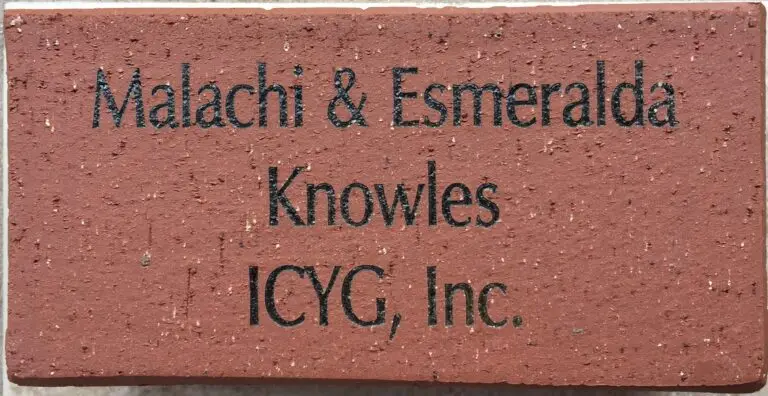 Malachi & Esmeralda
Knowles
ICYG, Inc.